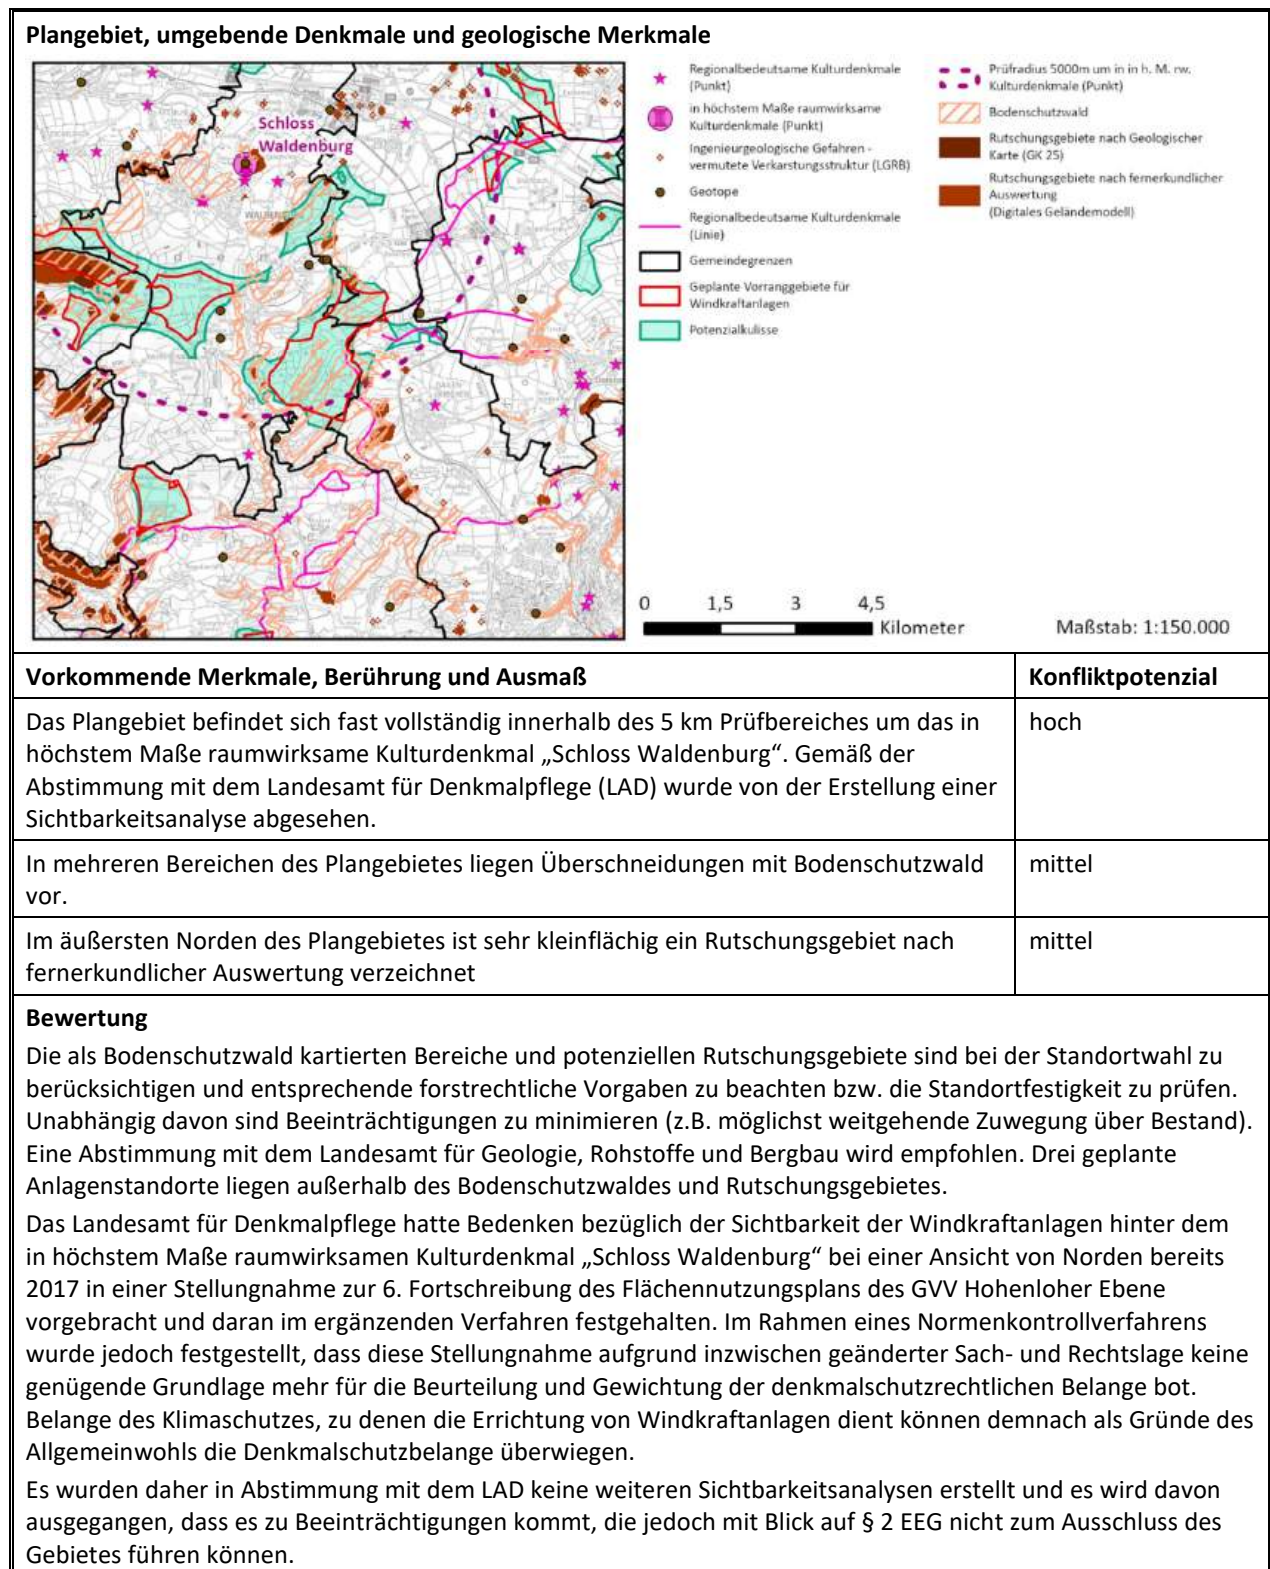 Plangebiet, umgebende Denkmale und geologische Merkmale
Schloss
Waldenburg
Regionalbedeutsame Kulturdenkmale
(Punkt)
in höchstem Maße raumwirksame
Kulturdenkmale (Punkt)
Ingenieurgeologische Gefahren -
vermutete Verkarstungsstruktur (LGRB)
Geotope
Regionalbedeutsame Kulturdenkmale
(Linie)
Gemeindegrenzen
Geplante Vorranggebiete für
Windkraftanlagen
Potenzialkulisse
Prüfradius 5000m um in in h. M. rw.
Kulturdenkmale (Punkt)
Bodenschutzwald
Rutschungsgebiete nach Geologischer
Karte (GK 25)
Rutschungsgebiete nach fernerkundlicher
Auswertung
(Digitales Geländemodell)
0 1,5 3 4,5
Kilometer
Maßstab: 1:150.000
Vorkommende Merkmale, Berührung und Ausmaß
Konfliktpotenzial
Das Plangebiet befindet sich fast vollständig innerhalb des 5 km Prüfbereiches um das in
höchstem Maße raumwirksame Kulturdenkmal „Schloss Waldenburg“. Gemäß der
Abstimmung mit dem Landesamt für Denkmalpflege (LAD) wurde von der Erstellung einer
Sichtbarkeitsanalyse abgesehen.
hoch
In mehreren Bereichen des Plangebietes liegen Überschneidungen mit Bodenschutzwald
vor.
mittel
Im äußersten Norden des Plangebietes ist sehr kleinflächig ein Rutschungsgebiet nach
fernerkundlicher Auswertung verzeichnet
mittel
Bewertung
Die als Bodenschutzwald kartierten Bereiche und potenziellen Rutschungsgebiete sind bei der Standortwahl zu
berücksichtigen und entsprechende forstrechtliche Vorgaben zu beachten bzw. die Standortfestigkeit zu prüfen.
Unabhängig davon sind Beeinträchtigungen zu minimieren (z.B. möglichst weitgehende Zuwegung über Bestand).
Eine Abstimmung mit dem Landesamt für Geologie, Rohstoffe und Bergbau wird empfohlen. Drei geplante
Anlagenstandorte liegen außerhalb des Bodenschutzwaldes und Rutschungsgebietes.
Das Landesamt für Denkmalpflege hatte Bedenken bezüglich der Sichtbarkeit der Windkraftanlagen hinter dem
in höchstem Maße raumwirksamen Kulturdenkmal „Schloss Waldenburg“ bei einer Ansicht von Norden bereits
2017 in einer Stellungnahme zur 6. Fortschreibung des Flächennutzungsplans des GVV Hohenloher Ebene
vorgebracht und daran im ergänzenden Verfahren festgehalten. Im Rahmen eines Normenkontrollverfahrens
wurde jedoch festgestellt, dass diese Stellungnahme aufgrund inzwischen geänderter Sach- und Rechtslage keine
genügende Grundlage mehr für die Beurteilung und Gewichtung der denkmalschutzrechtlichen Belange bot.
Belange des Klimaschutzes, zu denen die Errichtung von Windkraftanlagen dient können demnach als Gründe des
Allgemeinwohls die Denkmalschutzbelange überwiegen.
Es wurden daher in Abstimmung mit dem LAD keine weiteren Sichtbarkeitsanalysen erstellt und es wird davon
ausgegangen, dass es zu Beeinträchtigungen kommt, die jedoch mit Blick auf § 2 EEG nicht zum Ausschluss des
Gebietes führen können.